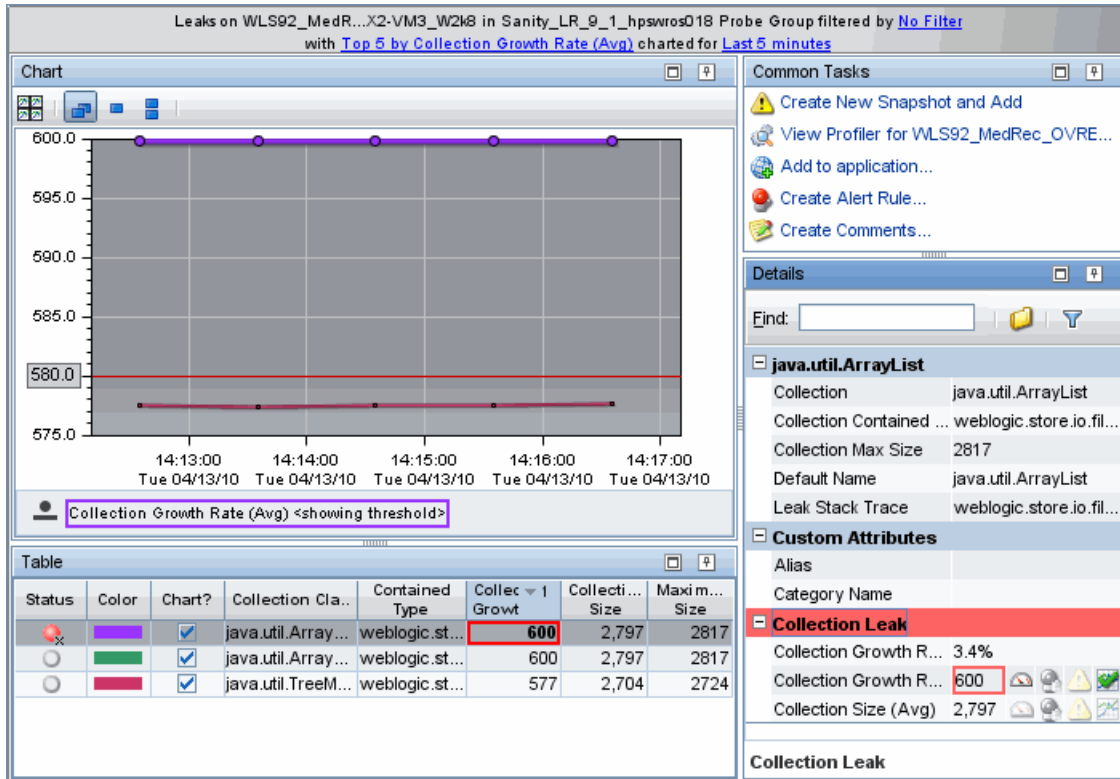 Leaks on WLS92_MedR...X2-VM3_W2k8 in Sanity_LR_9_1_hpswros018 Probe Group filtered by No Filter
with Top 5 by Collection Growth Rate (Avg) charted for Last 5 minutes
Chart
600.0
595.0
590.0
585.0
580.0
575.0
14:13:00 14:14:00 14:15:00 14:16:00 14:17:00
Tue 04/13/10 Tue 04/13/10 Tue 04/13/10 Tue 04/13/10 Tue 04/13/10
Collection Growth Rate (Avg) <showing threshold>
Table
Status Color Chart? Collection Cla.. Contained Type Collec 1 Growt Collecti... Size Maxim... Size
java.util.Array... weblogic.st... 600 2,797 2817
java.util.Array... weblogic.st... 600 2,797 2817
java.util.TreeM... weblogic.st... 577 2,704 2724
Common Tasks
Create New Snapshot and Add
View Profiler for WLS92_MedRec_OVRE...
Add to application...
Create Alert Rule...
Create Comments...
Details
Find:
java.util.ArrayList
Collection java.util.ArrayList
Collection Contained ... weblogic.store.io.fil...
Collection Max Size 2817
Default Name java.util.ArrayList
Leak Stack Trace weblogic.store.io.fil...
Custom Attributes
Alias
Category Name
Collection Leak
Collection Growth R... 3.4%
Collection Growth R... 600
Collection Size (Avg) 2,797
Collection Leak